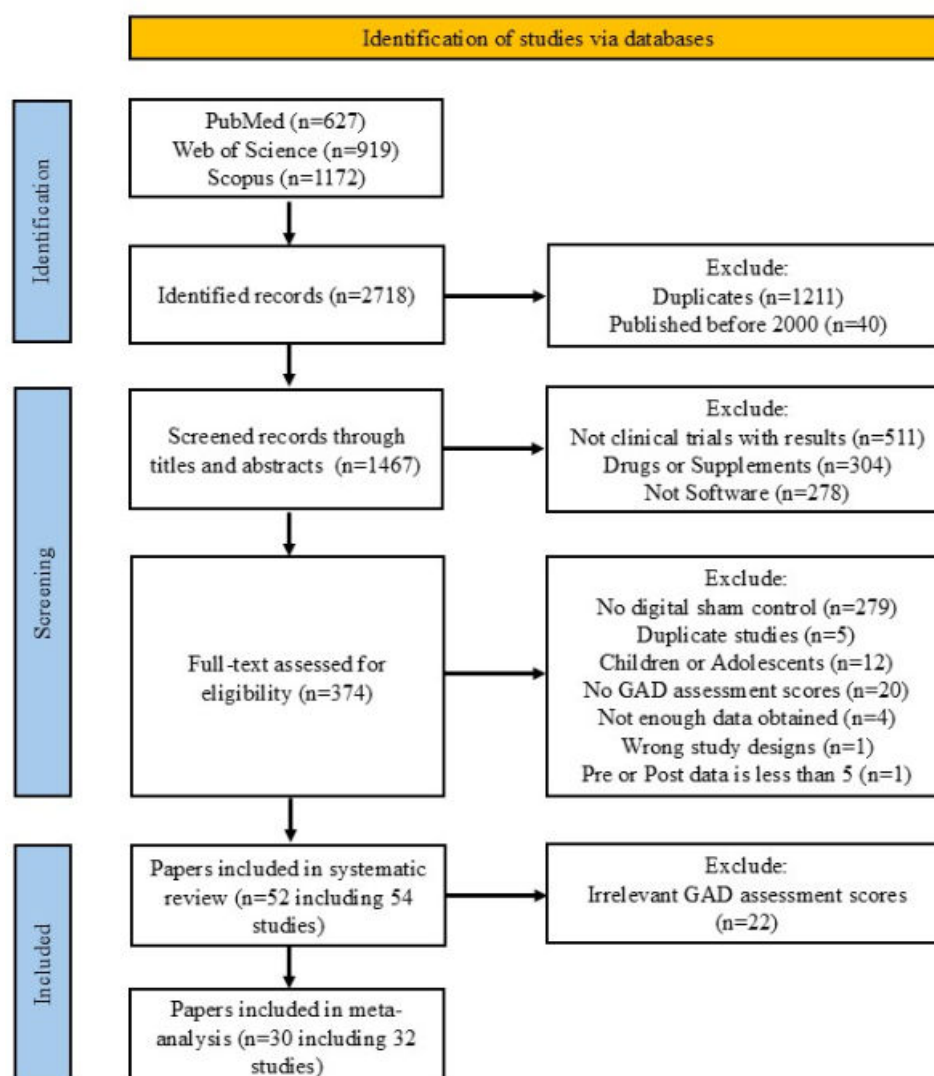 Identification of studies via databases
Identification
PubMed (n=627)
Web of Science (n=919)
Scopus (n=1172)
Identified records (n=2718)
Exclude:
Duplicates (n=1211)
Published before 2000 (n=40)
Screening
Screened records through
titles and abstracts (n=1467)
Exclude:
Not clinical trials with results (n=511)
Drugs or Supplements (n=304)
Not Software (n=278)
Full-text assessed for
eligibility (n=374)
Exclude:
No digital sham control (n=279)
Duplicate studies (n=5)
Children or Adolescents (n=12)
No GAD assessment scores (n=20)
Not enough data obtained (n=4)
Wrong study designs (n=1)
Pre or Post data is less than 5 (n=1)
Included
Papers included in systematic
review (n=52 including 54
studies)
Exclude:
Irrelevant GAD assessment scores
(n=22)
Papers included in meta-
analysis (n=30 including 32
studies)